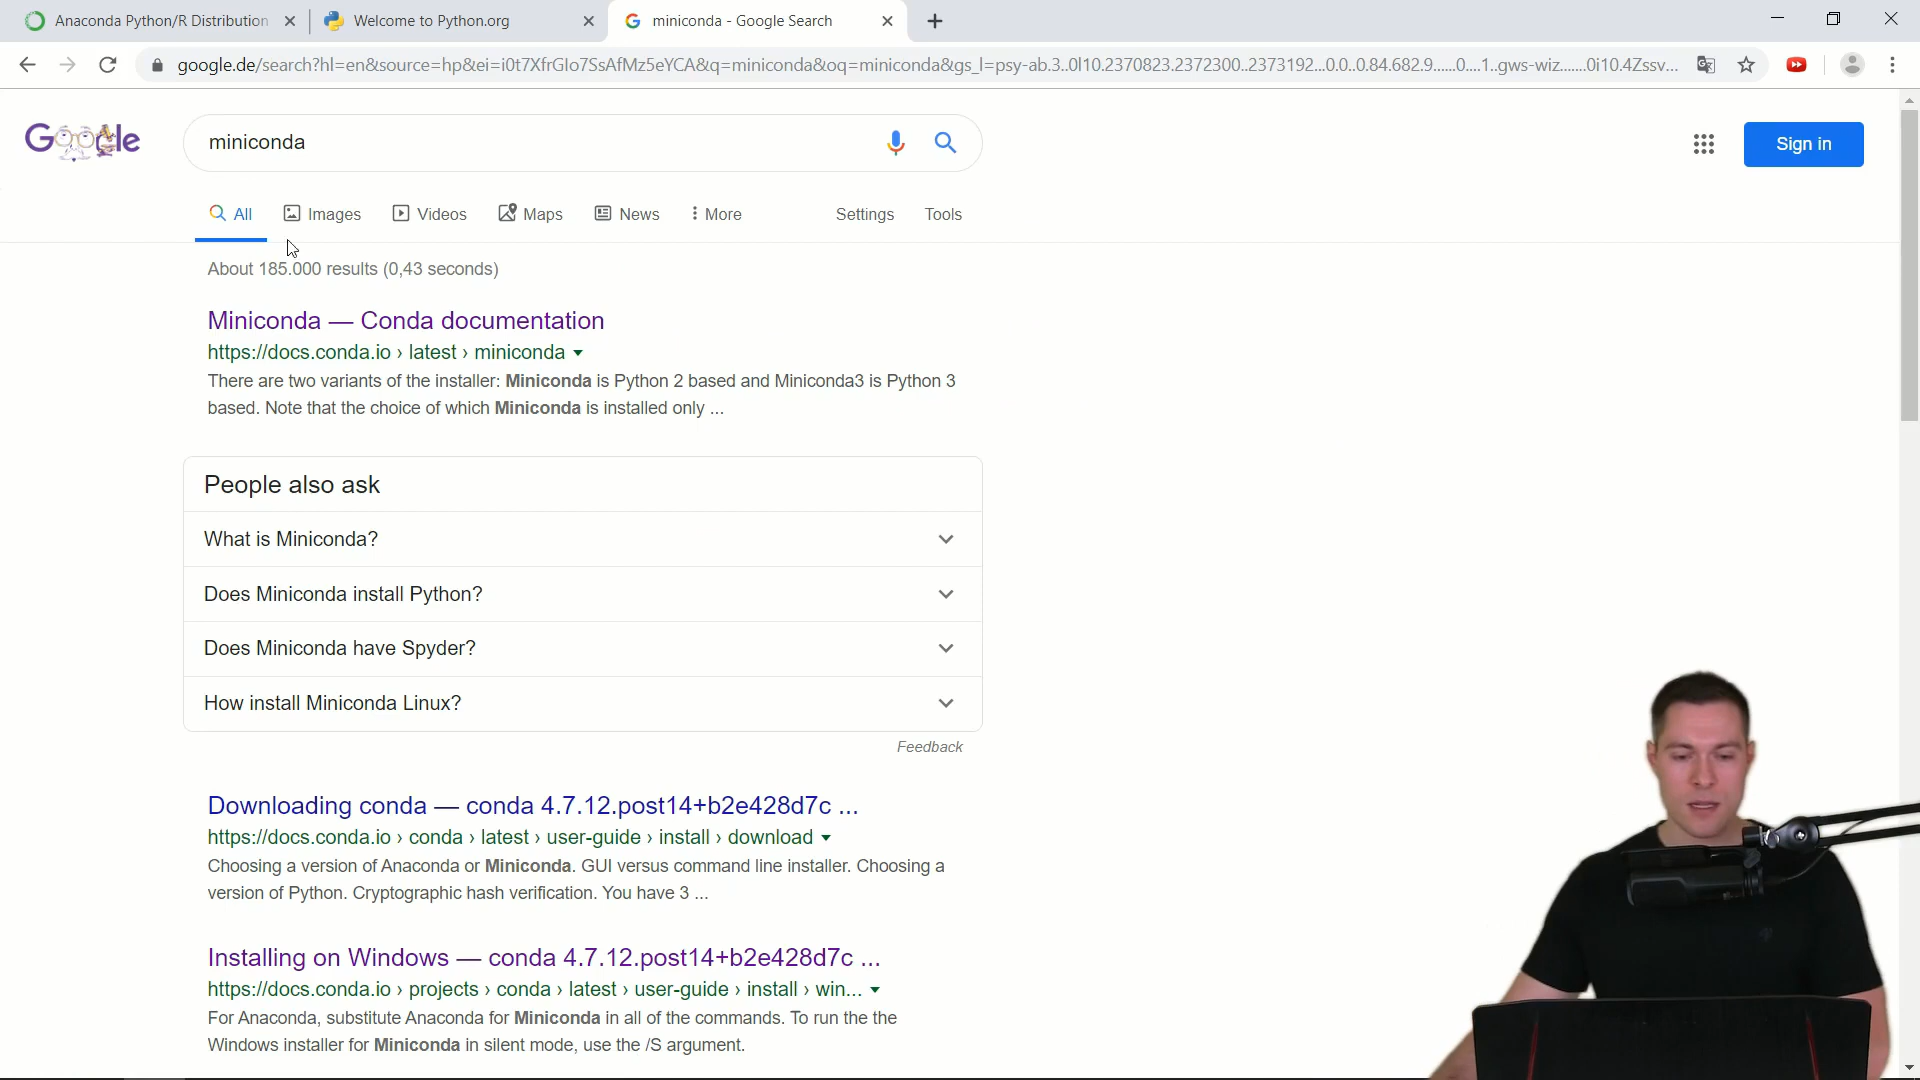 Anaconda Python/R Distribution
Welcome to Python.org
miniconda - Google Search
google.de/search?hl=en&source=hp&ei=i0t7XfrGIo7SsAfMz5eYCA&q=miniconda&oq=miniconda&gs_l=psy-ab.3..0l10.2370823.2372300..2373192...0.0..0.84.682.9......0....1..gws-wiz.......0i10.4Zssv...
Google
miniconda
Sign in
All
Images
Videos
Maps
News
More
Settings
Tools
About 185.000 results (0,43 seconds)
Miniconda — Conda documentation
https://docs.conda.io › latest › miniconda
There are two variants of the installer: Miniconda is Python 2 based and Miniconda3 is Python 3
based. Note that the choice of which Miniconda is installed only ...
People also ask
What is Miniconda?
Does Miniconda install Python?
Does Miniconda have Spyder?
How install Miniconda Linux?
Feedback
Downloading conda — conda 4.7.12.post14+b2e428d7c ...
https://docs.conda.io › conda › latest › user-guide › install › download
Choosing a version of Anaconda or Miniconda. GUI versus command line installer. Choosing a
version of Python. Cryptographic hash verification. You have 3 ...
Installing on Windows — conda 4.7.12.post14+b2e428d7c ...
https://docs.conda.io › projects › conda › latest › user-guide › install › win...
For Anaconda, substitute Anaconda for Miniconda in all of the commands. To run the the
Windows installer for Miniconda in silent mode, use the /S argument.